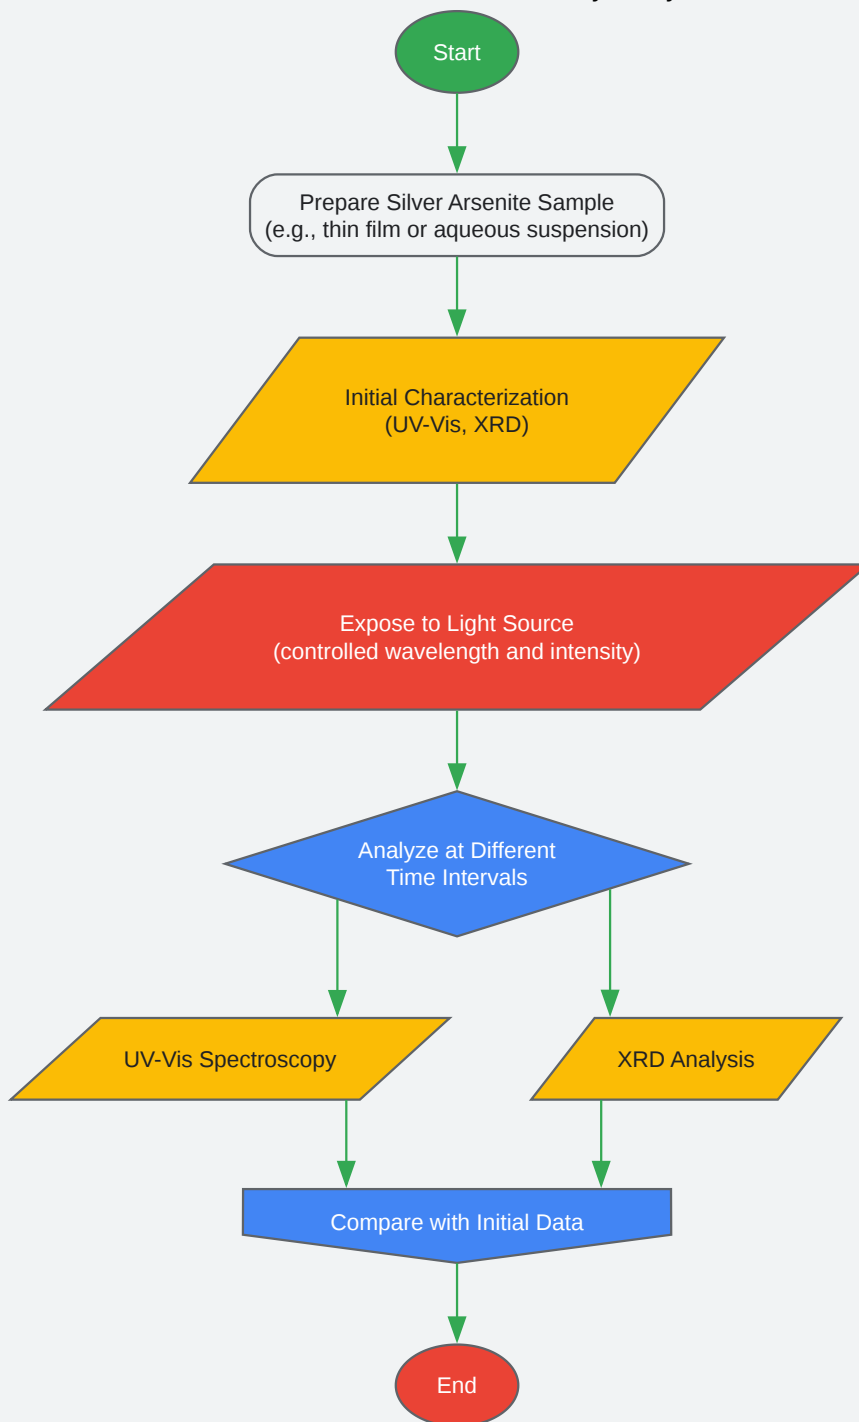 Start
Prepare Silver Arsenite Sample
(e.g., thin film or aqueous suspension)
Initial Characterization
(UV-Vis, XRD)
Expose to Light Source
(controlled wavelength and intensity)
Analyze at Different
Time Intervals
UV-Vis Spectroscopy
XRD Analysis
Compare with Initial Data
End